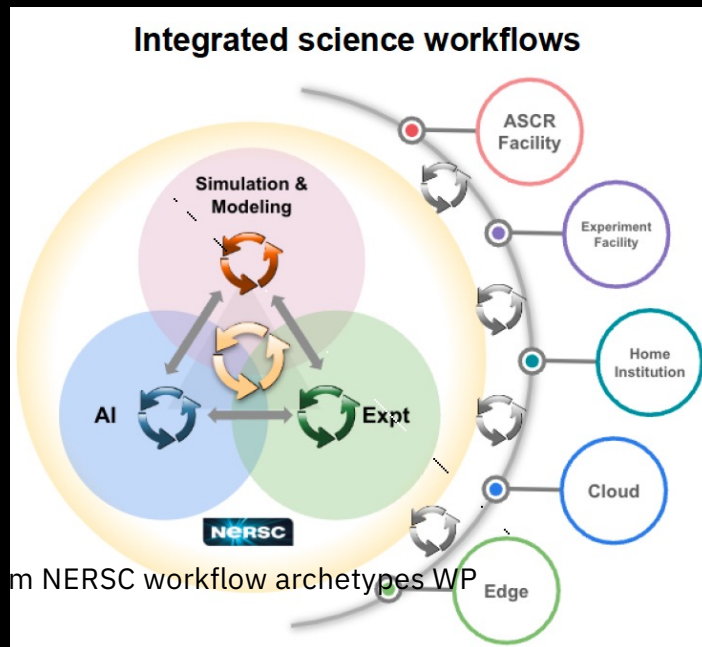 Integrated science workflows
ASCR
Facility
Simulation &
Modeling
Experiment
Facility
Home
Institution
AI
Expt
Cloud
NERSC
m NERSC workflow archetypes WP
Edge